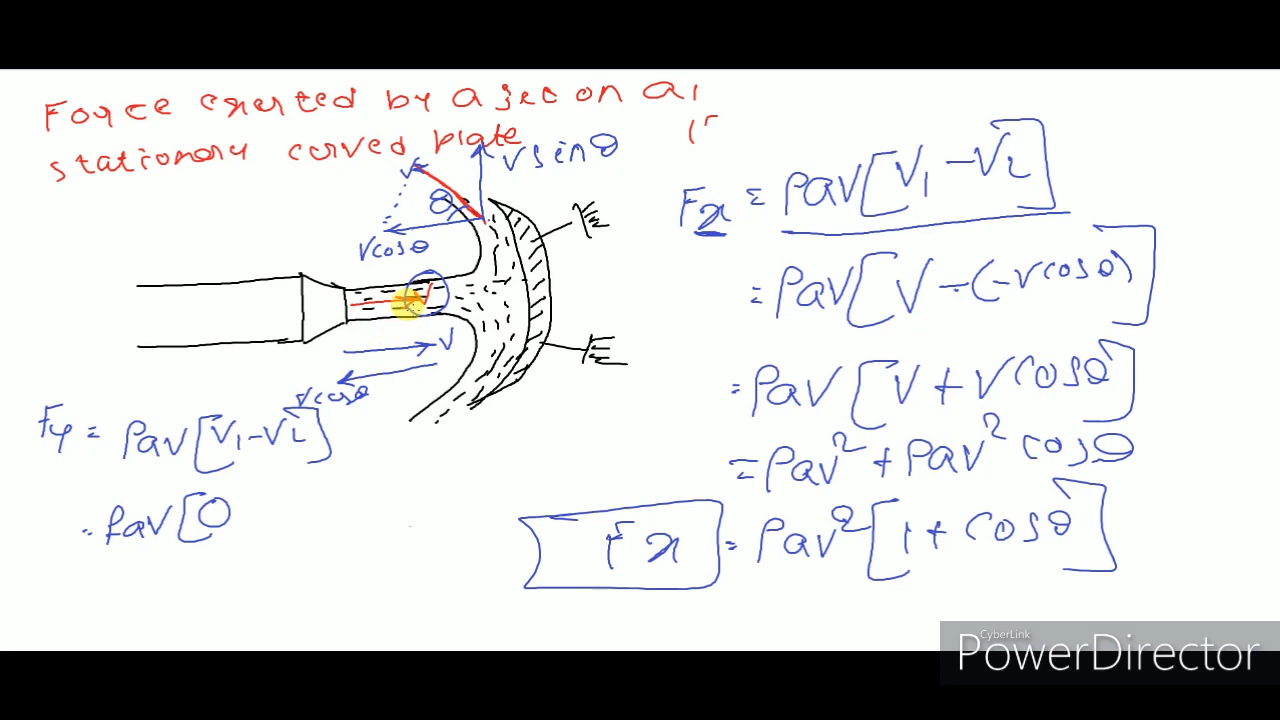 Force exerted by a jet on a
stationary curved plate
V sinθ
V
θ
V cosθ
V
V
V cosθ
Fx = ρav[V1 - V2]
= ρav[V - (-V cosθ)]
= ρav[V + V cosθ]
= ρav² + ρav² cosθ
Fx = ρav²[1 + cosθ]
Fy = ρav[V1 - V2]
= ρav[0
CyberLink
PowerDirector